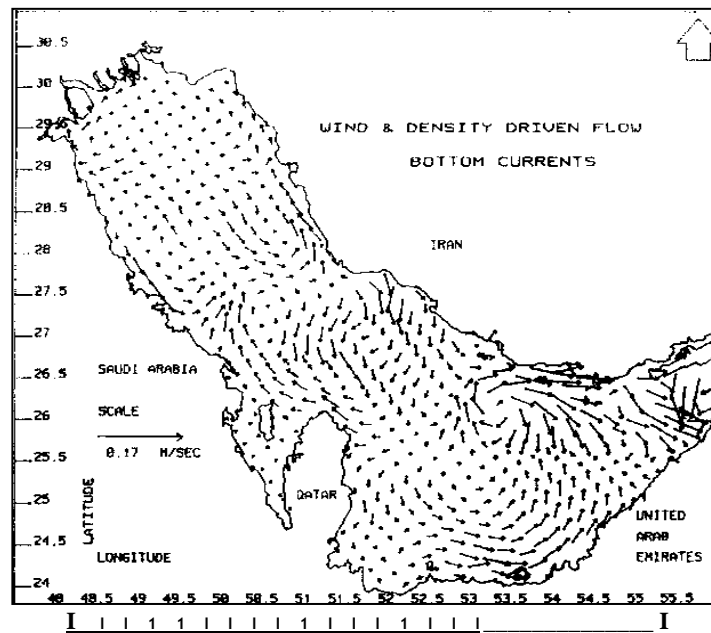 30.5
30
WIND & DENSITY DRIVEN FLOW
29.5
BOTTOM CURRENTS
29
28.5
28
IRAN
27.5
27
26.5
SAUDI ARABIA
26
SCALE
25.5
0.17 M/SEC
25
QATAR
LATITUDE
24.5
UNITED
ARAB
EMIRATES
LONGITUDE
24
48 48.5 49 49.5 50 50.5 51 51.5 52 52.5 53 53.5 54 54.5 55 55.5